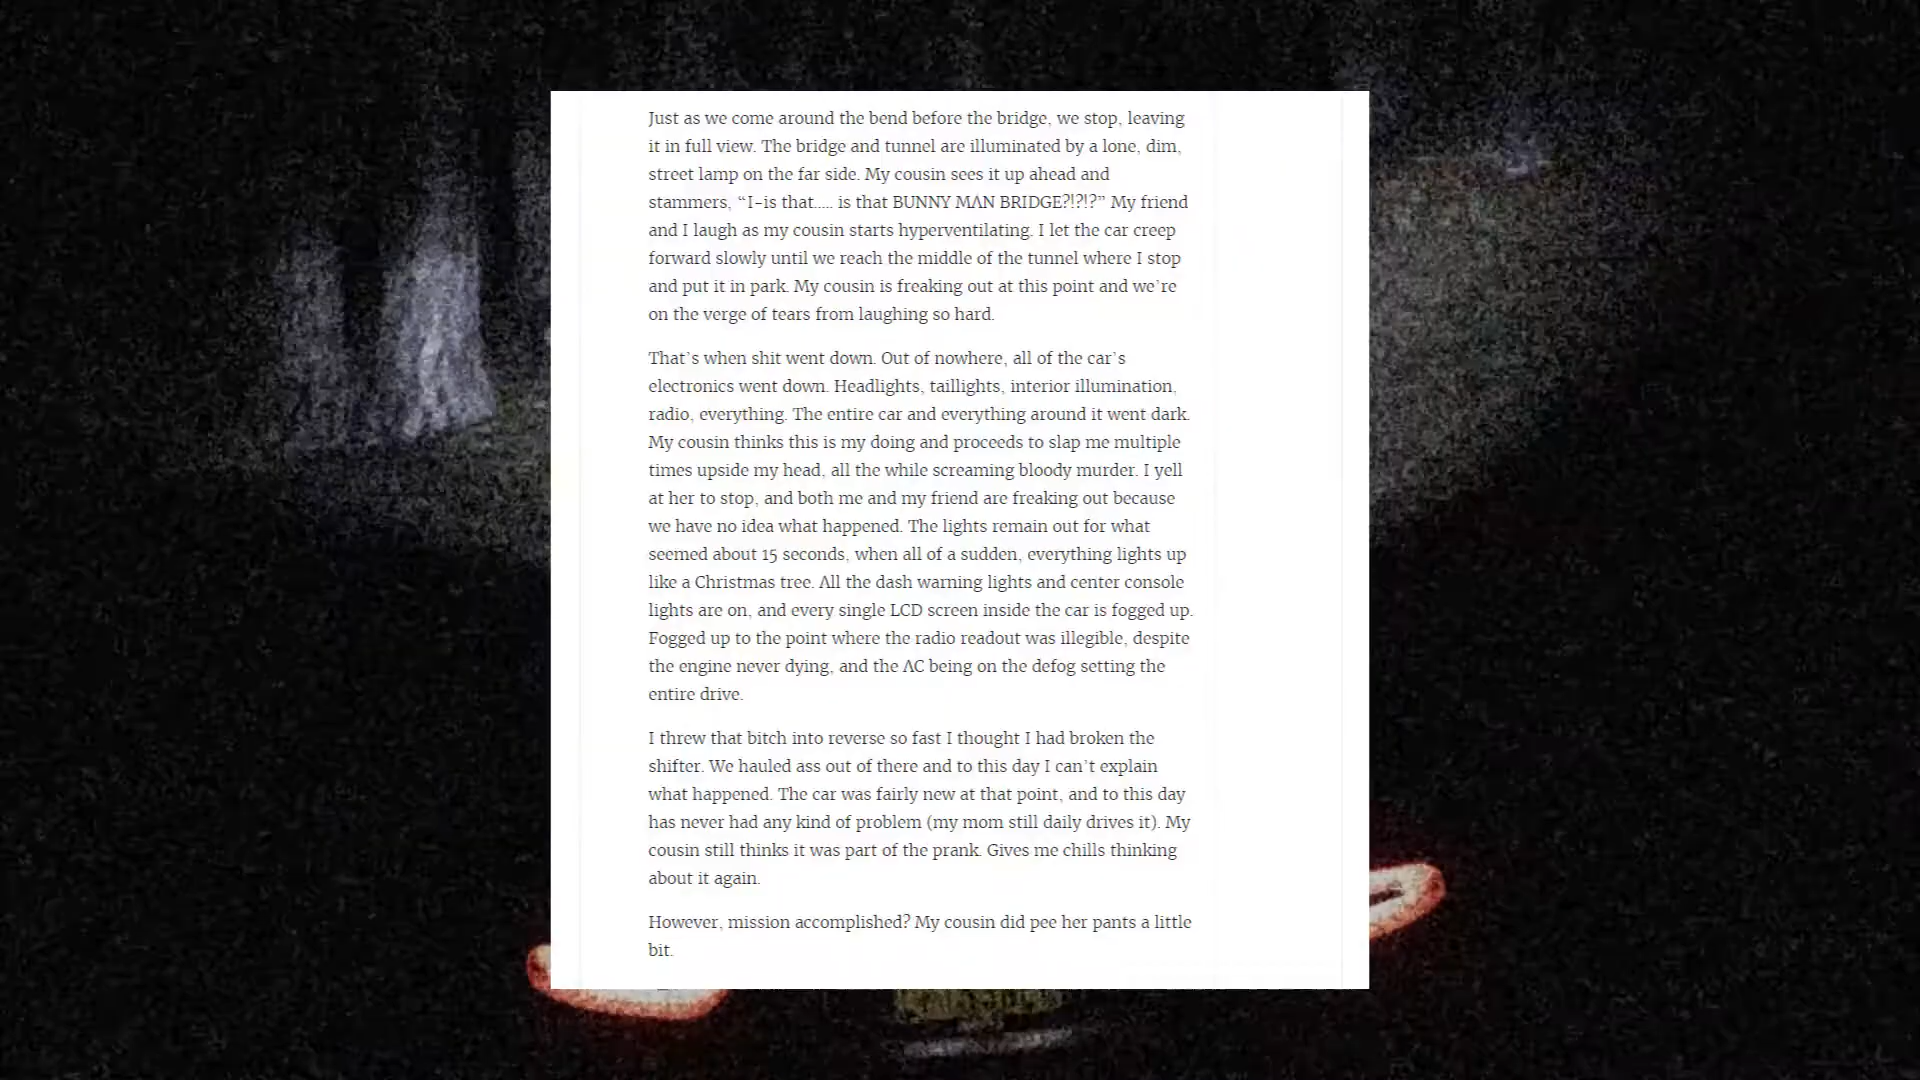 Just as we come around the bend before the bridge, we stop, leaving
it in full view. The bridge and tunnel are illuminated by a lone, dim,
street lamp on the far side. My cousin sees it up ahead and
stammers, “I-is that..... is that BUNNY MAN BRIDGE?!?!?” My friend
and I laugh as my cousin starts hyperventilating. I let the car creep
forward slowly until we reach the middle of the tunnel where I stop
and put it in park. My cousin is freaking out at this point and we’re
on the verge of tears from laughing so hard.
That’s when shit went down. Out of nowhere, all of the car’s
electronics went down. Headlights, taillights, interior illumination,
radio, everything. The entire car and everything around it went dark.
My cousin thinks this is my doing and proceeds to slap me multiple
times upside my head, all the while screaming bloody murder. I yell
at her to stop, and both me and my friend are freaking out because
we have no idea what happened. The lights remain out for what
seemed about 15 seconds, when all of a sudden, everything lights up
like a Christmas tree. All the dash warning lights and center console
lights are on, and every single LCD screen inside the car is fogged up.
Fogged up to the point where the radio readout was illegible, despite
the engine never dying, and the AC being on the defog setting the
entire drive.
I threw that bitch into reverse so fast I thought I had broken the
shifter. We hauled ass out of there and to this day I can’t explain
what happened. The car was fairly new at that point, and to this day
has never had any kind of problem (my mom still daily drives it). My
cousin still thinks it was part of the prank. Gives me chills thinking
about it again.
However, mission accomplished? My cousin did pee her pants a little
bit.